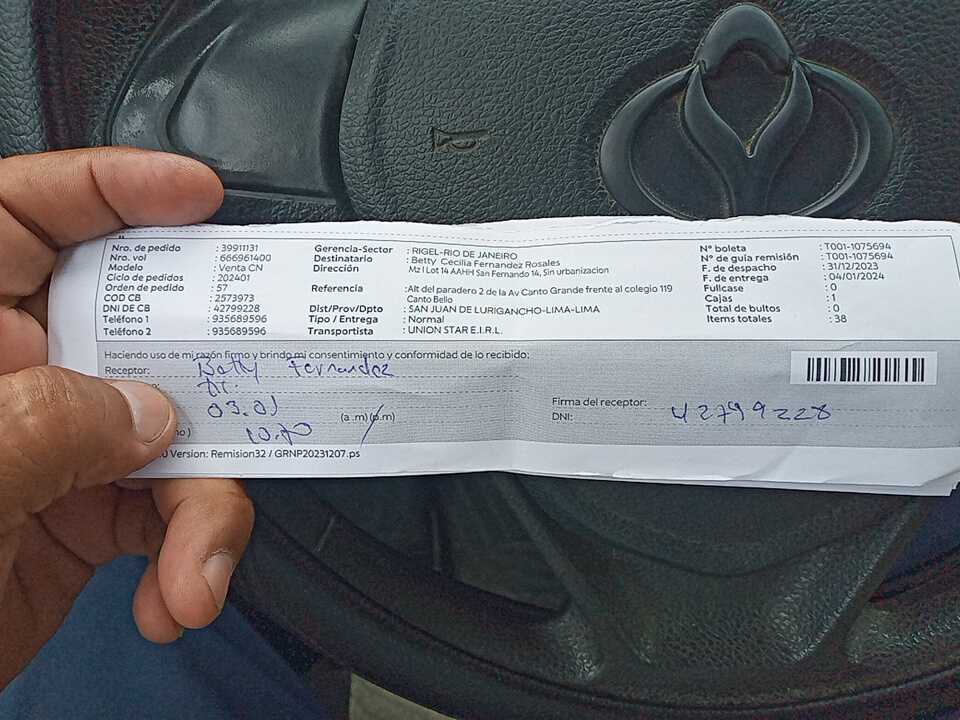 Nro. de pedido : 39911131
Nro. vol : 666961400
Modelo : Venta CN
Ciclo de pedidos : 202401
Orden de pedido : 57
COD CB : 2573973
DNI DE CB : 42799228
Teléfono 1 : 935689596
Teléfono 2 : 935689596
Gerencia-Sector : RIGEL-RIO DE JANEIRO
Destinatario : Betty Cecilia Fernandez Rosales
Dirección : Mz I Lot 14 AAHH San Fernando 14, Sin urbanizacion
Referencia : Alt del paradero 2 de la Av Canto Grande frente al colegio 119
Canto Bello
Dist/Prov/Dpto : SAN JUAN DE LURIGANCHO-LIMA-LIMA
Tipo / Entrega : Normal
Transportista : UNION STAR E.I.R.L.
N° boleta : T001-1075694
N° de guia remisión : T001-1075694
F. de despacho : 31/12/2023
F. de entrega : 04/01/2024
Fullcase : 0
Cajas : 1
Total de bultos : 0
Items totales : 38
Haciendo uso de mi razón firmo y brindo mi consentimiento y conformidad de lo recibido:
Receptor: Betty Fernandez
03.01
(a .m) (p.m)
Firma del receptor:
DNI: 42799228
Version: Remision32 / GRNP20231207.ps